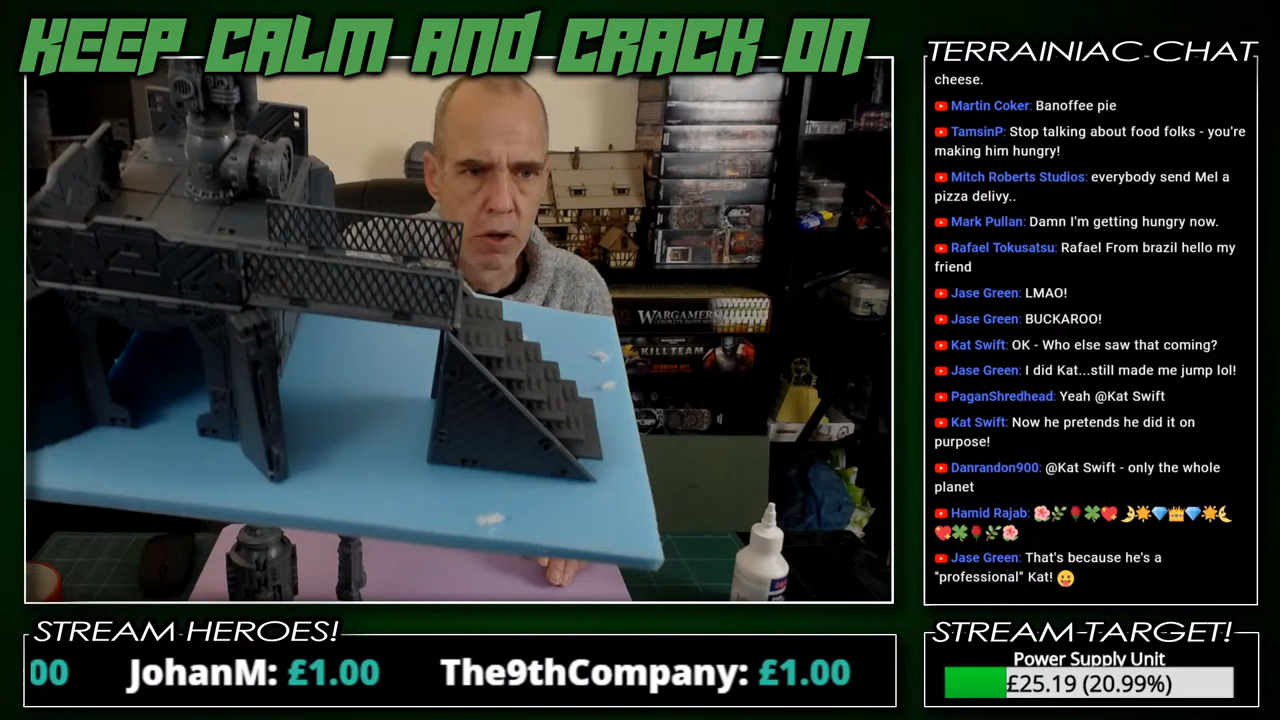 KEEP CALM AND CRACK ON
TERRAINIAC CHAT
cheese.
Martin Coker: Banoffee pie
TamsinP: Stop talking about food folks - you're
making him hungry!
Mitch Roberts Studios: everybody send Mel a
pizza delivy..
Mark Pullan: Damn I'm getting hungry now.
Rafael Tokusatsu: Rafael From brazil hello my
friend
Jase Green: LMAO!
Jase Green: BUCKAROO!
Kat Swift: OK - Who else saw that coming?
Jase Green: I did Kat...still made me jump lol!
PaganShredhead: Yeah @Kat Swift
Kat Swift: Now he pretends he did it on
purpose!
Danrandon900: @Kat Swift - only the whole
planet
Hamid Rajab: 🌺🌿🌹🍀💖🌛☀️💎👑💎☀️🌜
💖🍀🌹🌿🌺
Jase Green: That's because he's a
"professional" Kat! 😛
WARGAMERS
KILL TEAM
STARTER SET
STREAM HEROES!
00 JohanM: £1.00 The9thCompany: £1.00
STREAM TARGET!
Power Supply Unit
£25.19 (20.99%)